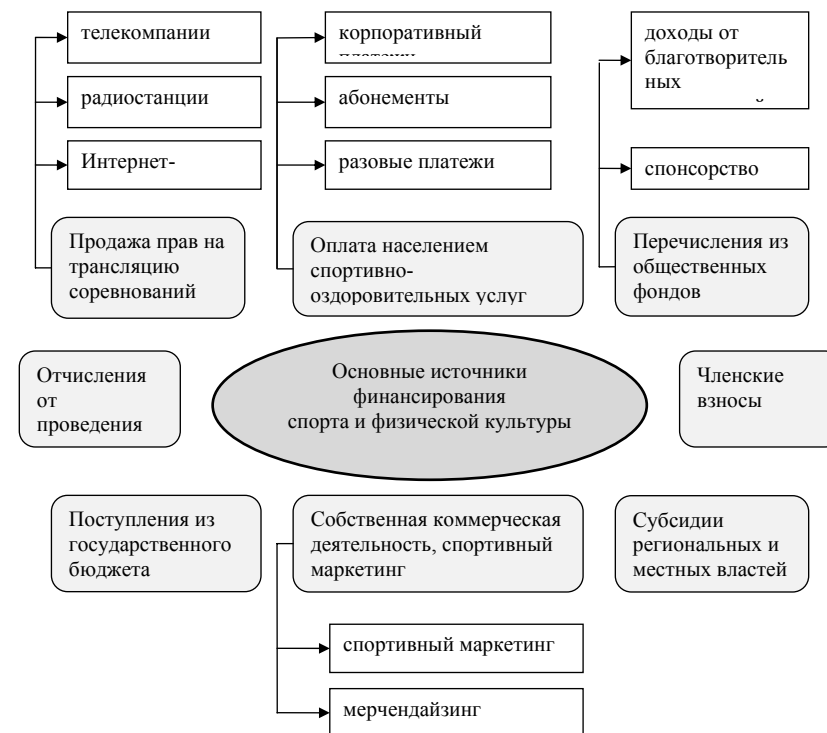 телекомпании
радиостанции
Интернет-
Продажа прав на
трансляцию
соревнований
корпоративный
абонементы
разовые платежи
Оплата населением
спортивно-
оздоровительных услуг
доходы от
благотворитель
ных
спонсорство
Перечисления из
общественных
фондов
Отчисления
от
проведения
Основные источники
финансирования
спорта и физической культуры
Членские
взносы
Поступления из
государственного
бюджета
Собственная коммерческая
деятельность, спортивный
маркетинг
Субсидии
региональных и
местных властей
спортивный маркетинг
мерчендайзинг